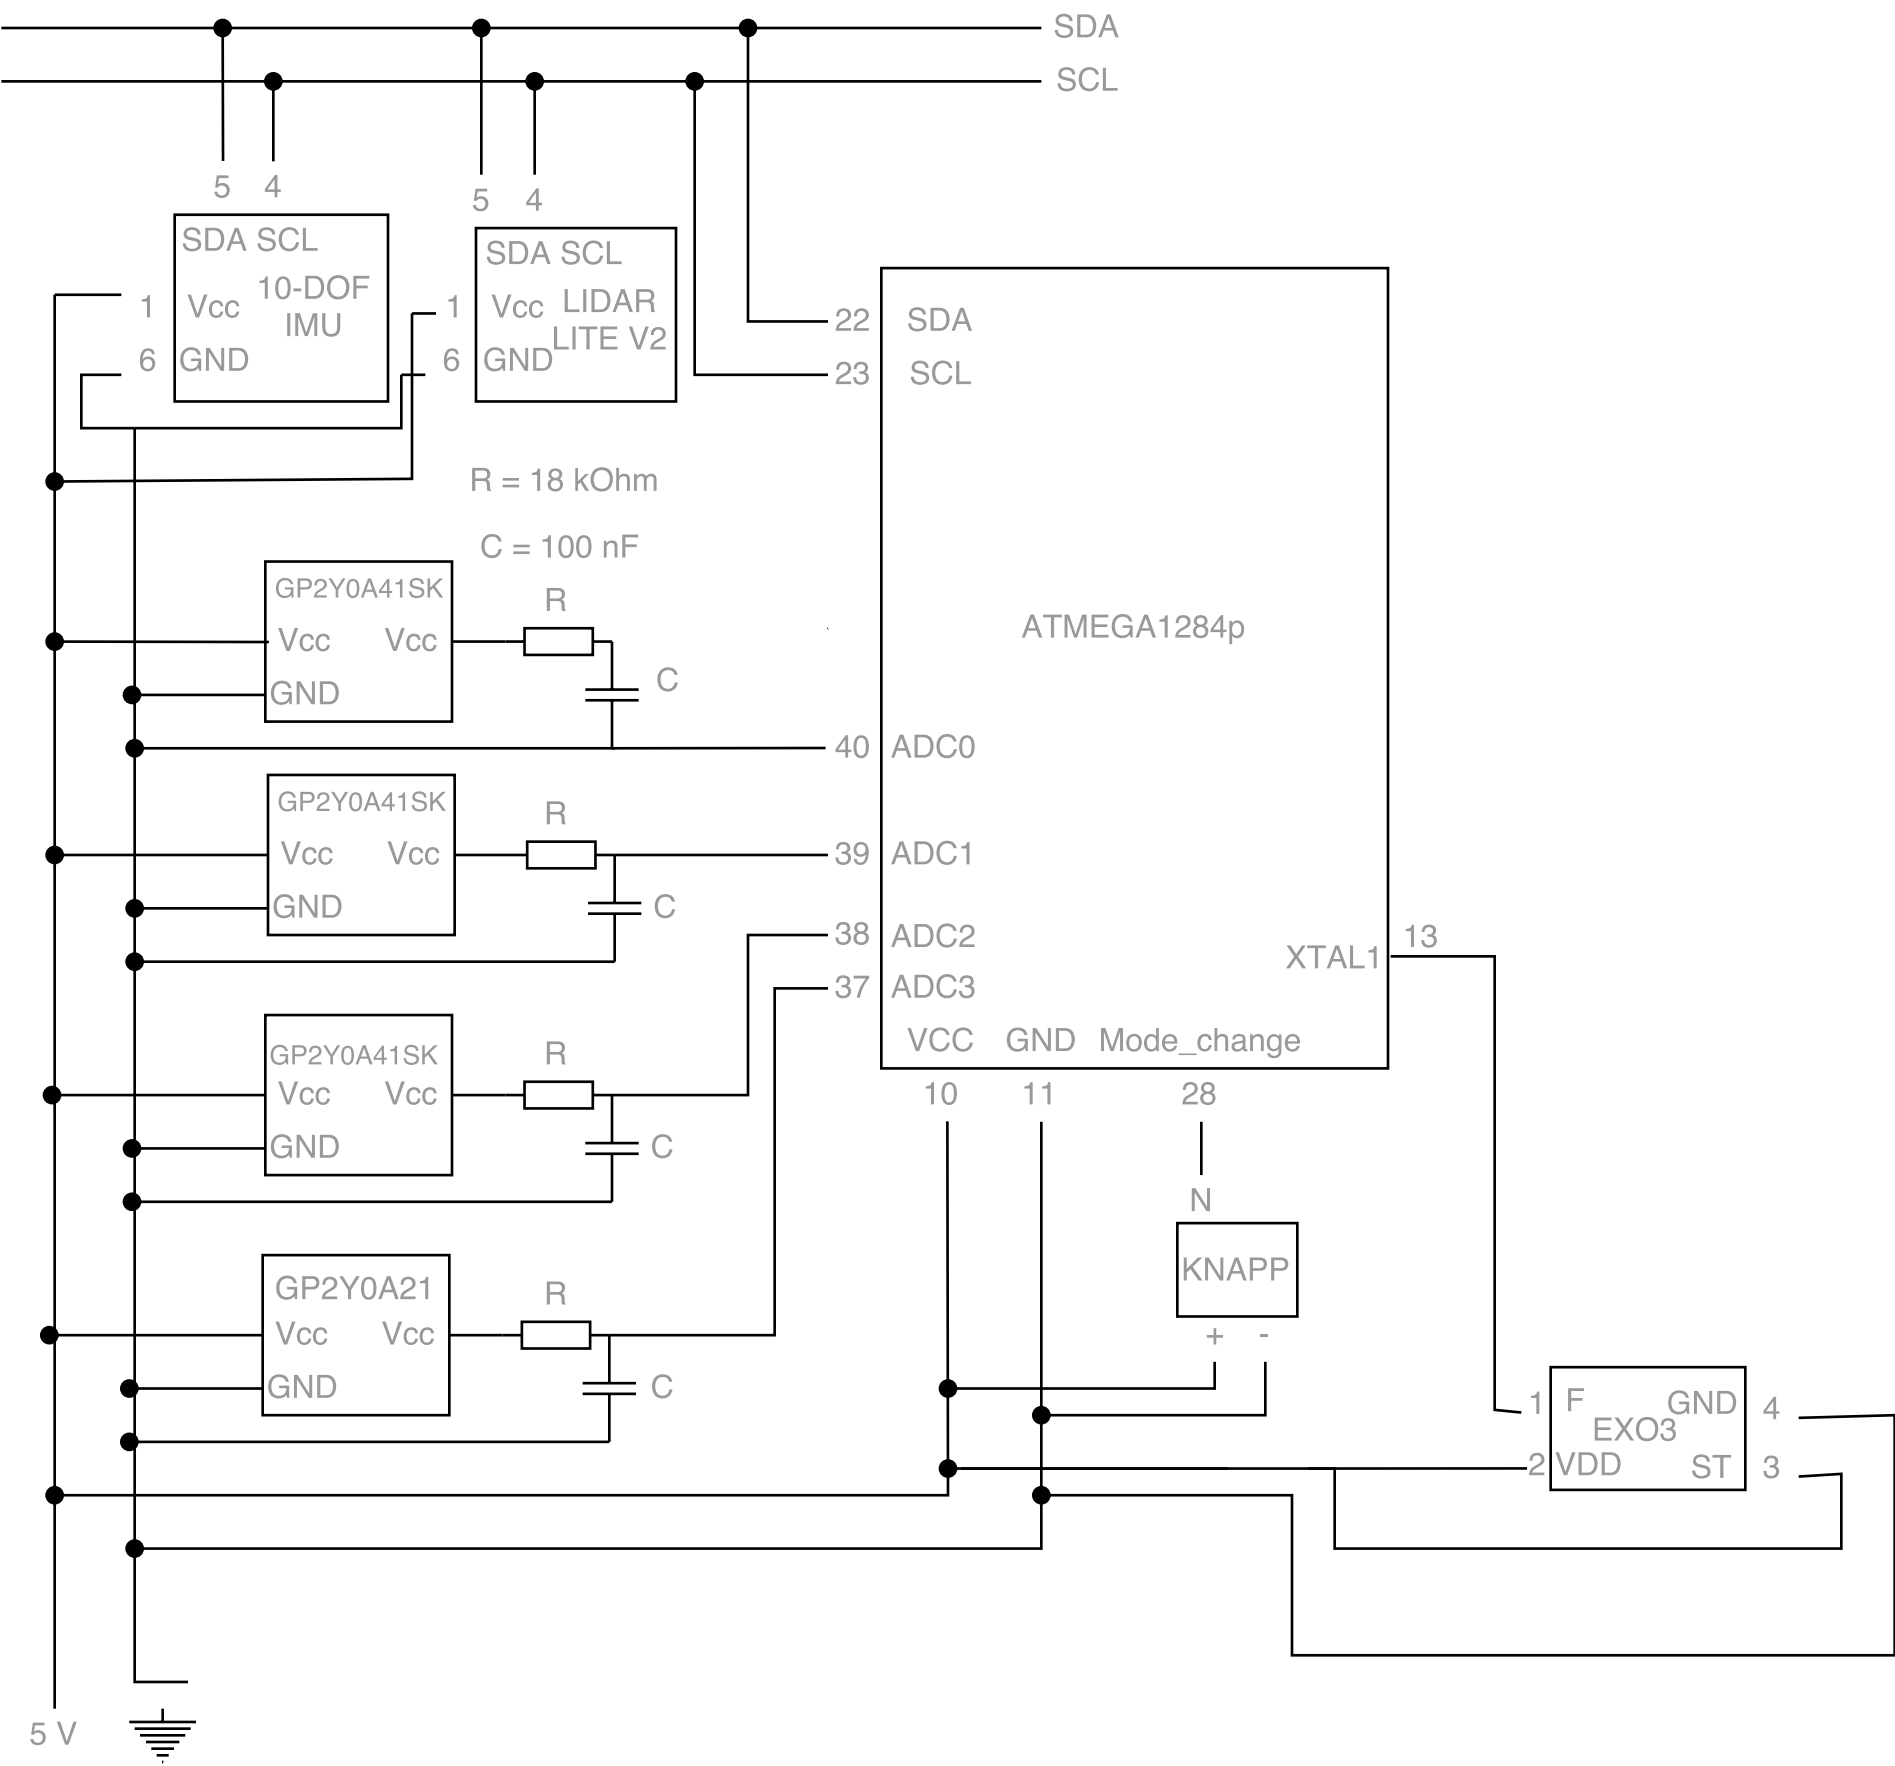 SDA
SCL
5 4
5 4
SDA SCL
10-DOF
IMU
1 Vcc
6 GND
SDA SCL
LIDAR
LITE V2
1 Vcc
6 GND
22 SDA
23 SCL
R = 18 kOhm
C = 100 nF
GP2Y0A41SK
Vcc Vcc
GND
R
C
ATMEGA1284p
40 ADC0
GP2Y0A41SK
Vcc Vcc
GND
R
C
39 ADC1
38 ADC2
37 ADC3
XTAL1 13
VCC GND Mode_change
10 11 28
GP2Y0A41SK
Vcc Vcc
GND
R
C
N
KNAPP
+ -
GP2Y0A21
Vcc Vcc
GND
R
C
1 F GND 4
EXO3
2 VDD ST 3
5 V